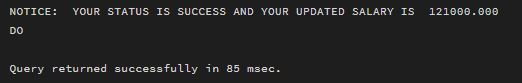 NOTICE:  YOUR STATUS IS SUCCESS AND YOUR UPDATED SALARY IS  121000.000
DO
Query returned successfully in 85 msec.